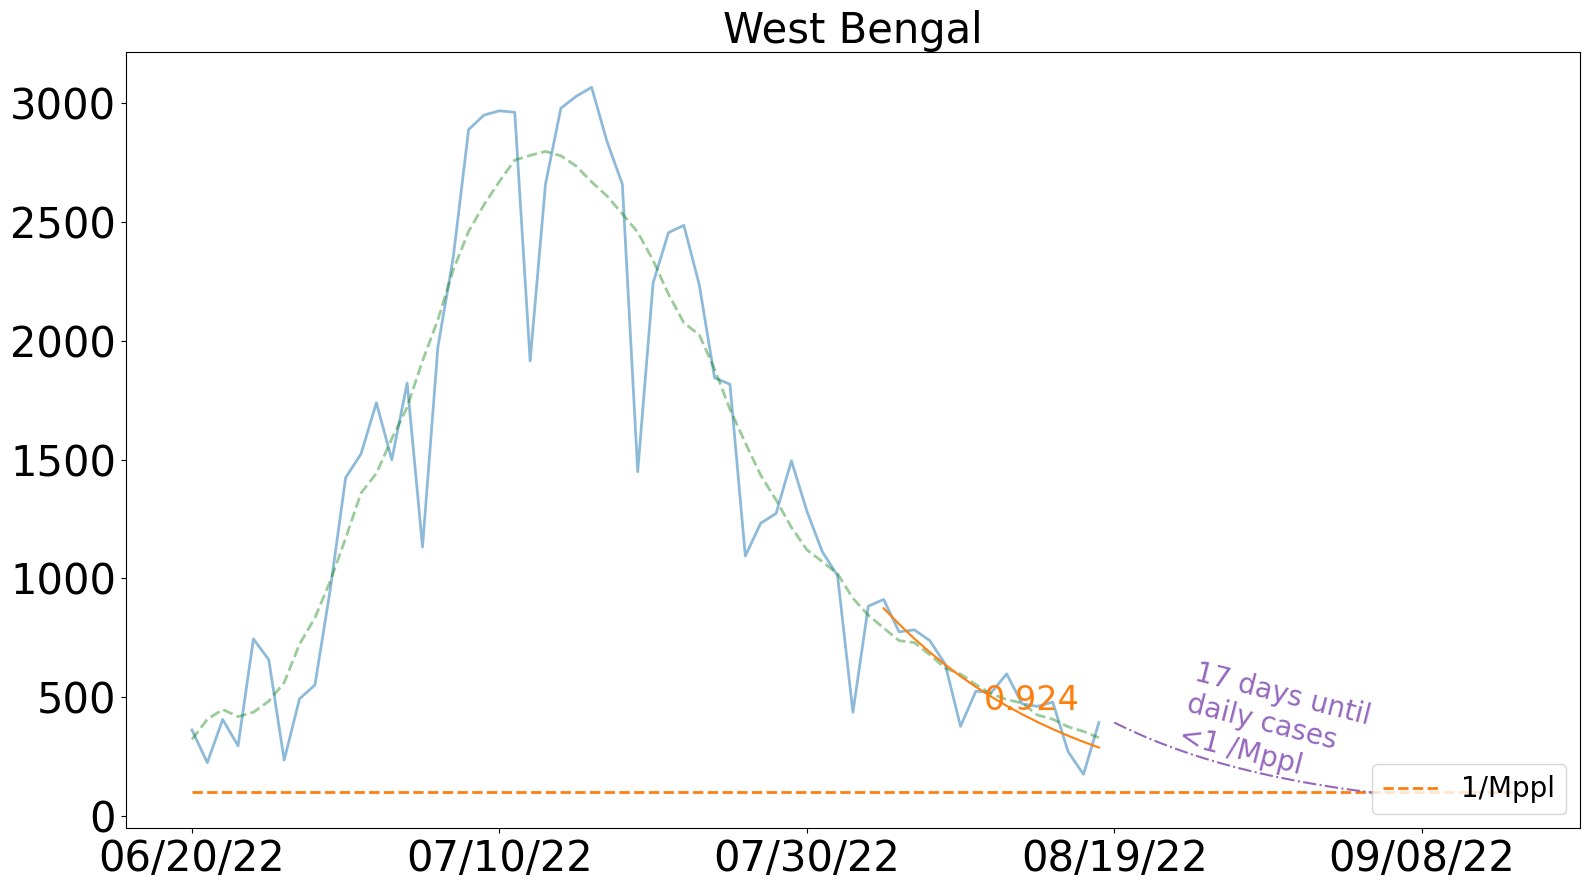 West Bengal
3000
2500
2000
1500
1000
500
0
0.924
17 days until
daily cases
<1 /Mppl
1/Mppl
06/20/22
07/10/22
07/30/22
08/19/22
09/08/22